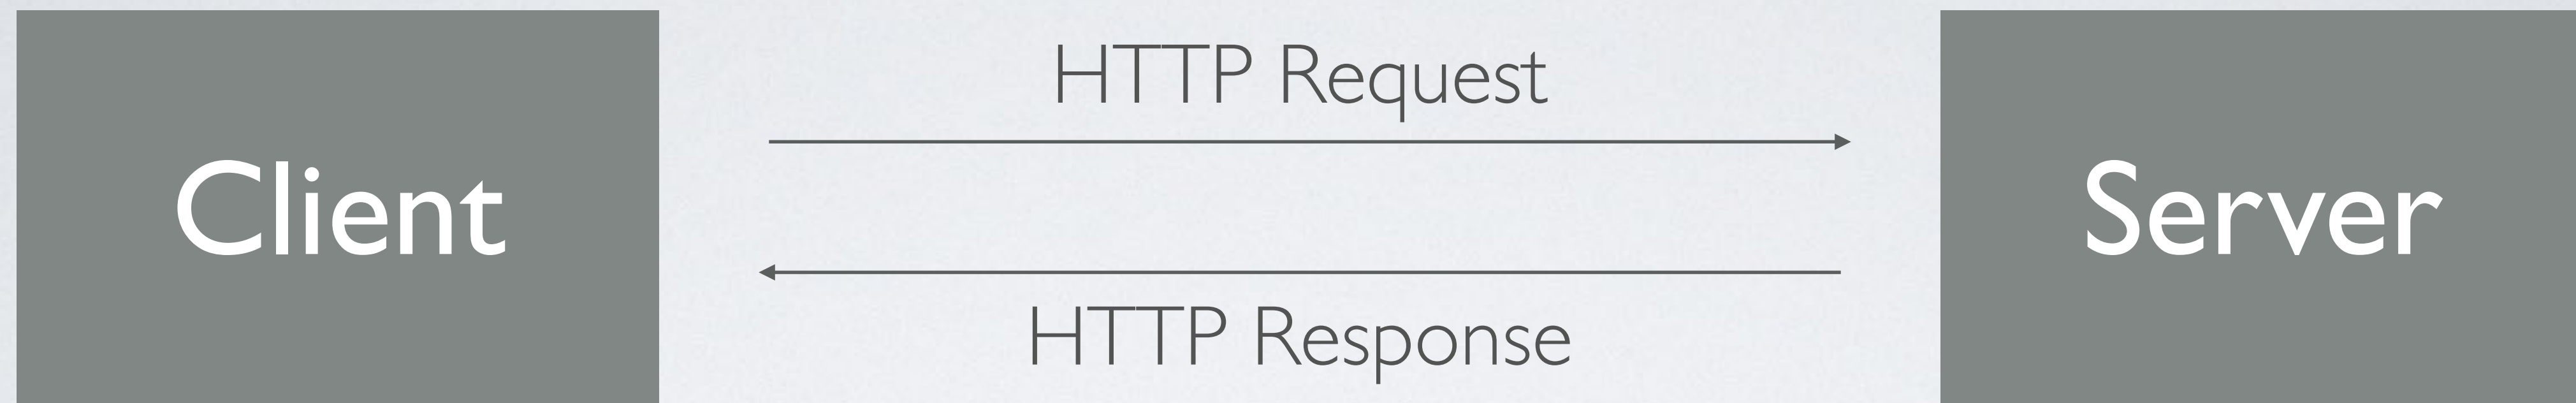 HTTP Request
Client
Server
HTTP Response